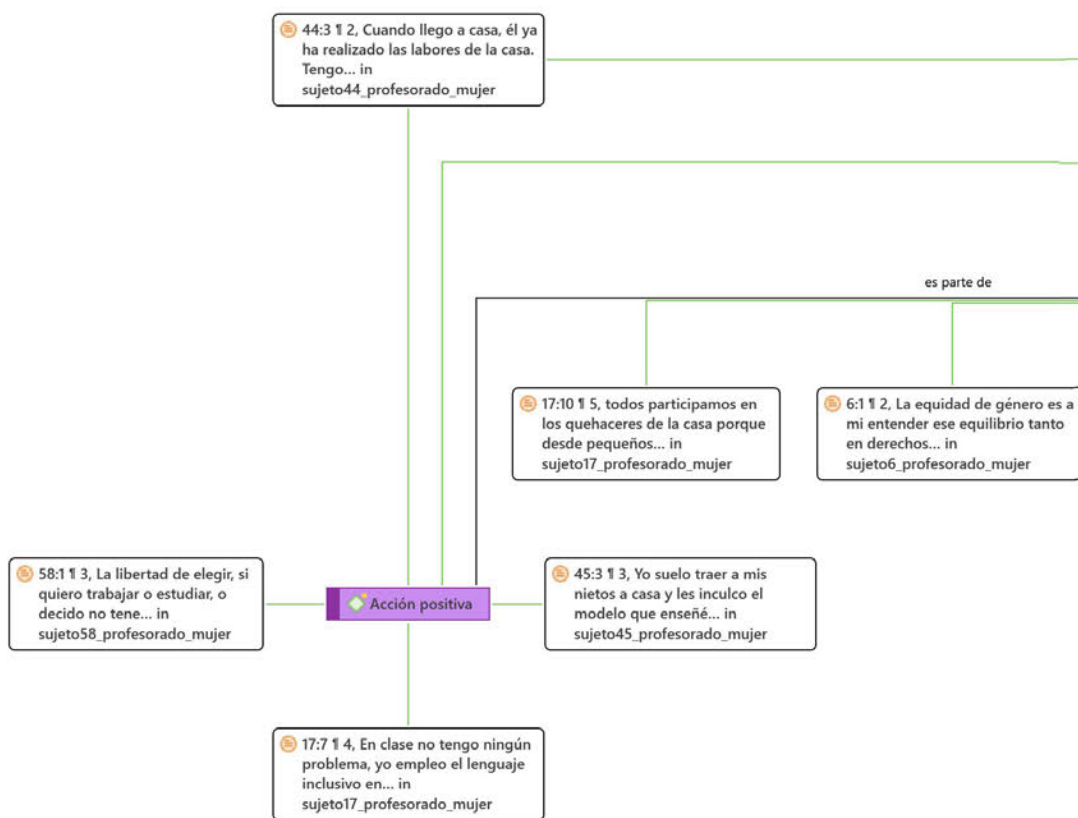 44:3 ¶ 2, Cuando llego a casa, él ya
ha realizado las labores de la casa.
Tengo... in
sujeto44_profesorado_mujer
es parte de
17:10 ¶ 5, todos participamos en
los quehaceres de la casa porque
desde pequeños... in
sujeto17_profesorado_mujer
6:1 ¶ 2, La equidad de género es a
mi entender ese equilibrio tanto
en derechos... in
sujeto6_profesorado_mujer
58:1 ¶ 3, La libertad de elegir, si
quiero trabajar o estudiar, o
decido no tene... in
sujeto58_profesorado_mujer
Acción positiva
45:3 ¶ 3, Yo suelo traer a mis
nietos a casa y les inculco el
modelo que enseñé... in
sujeto45_profesorado_mujer
17:7 ¶ 4, En clase no tengo ningún
problema, yo empleo el lenguaje
inclusivo en... in
sujeto17_profesorado_mujer